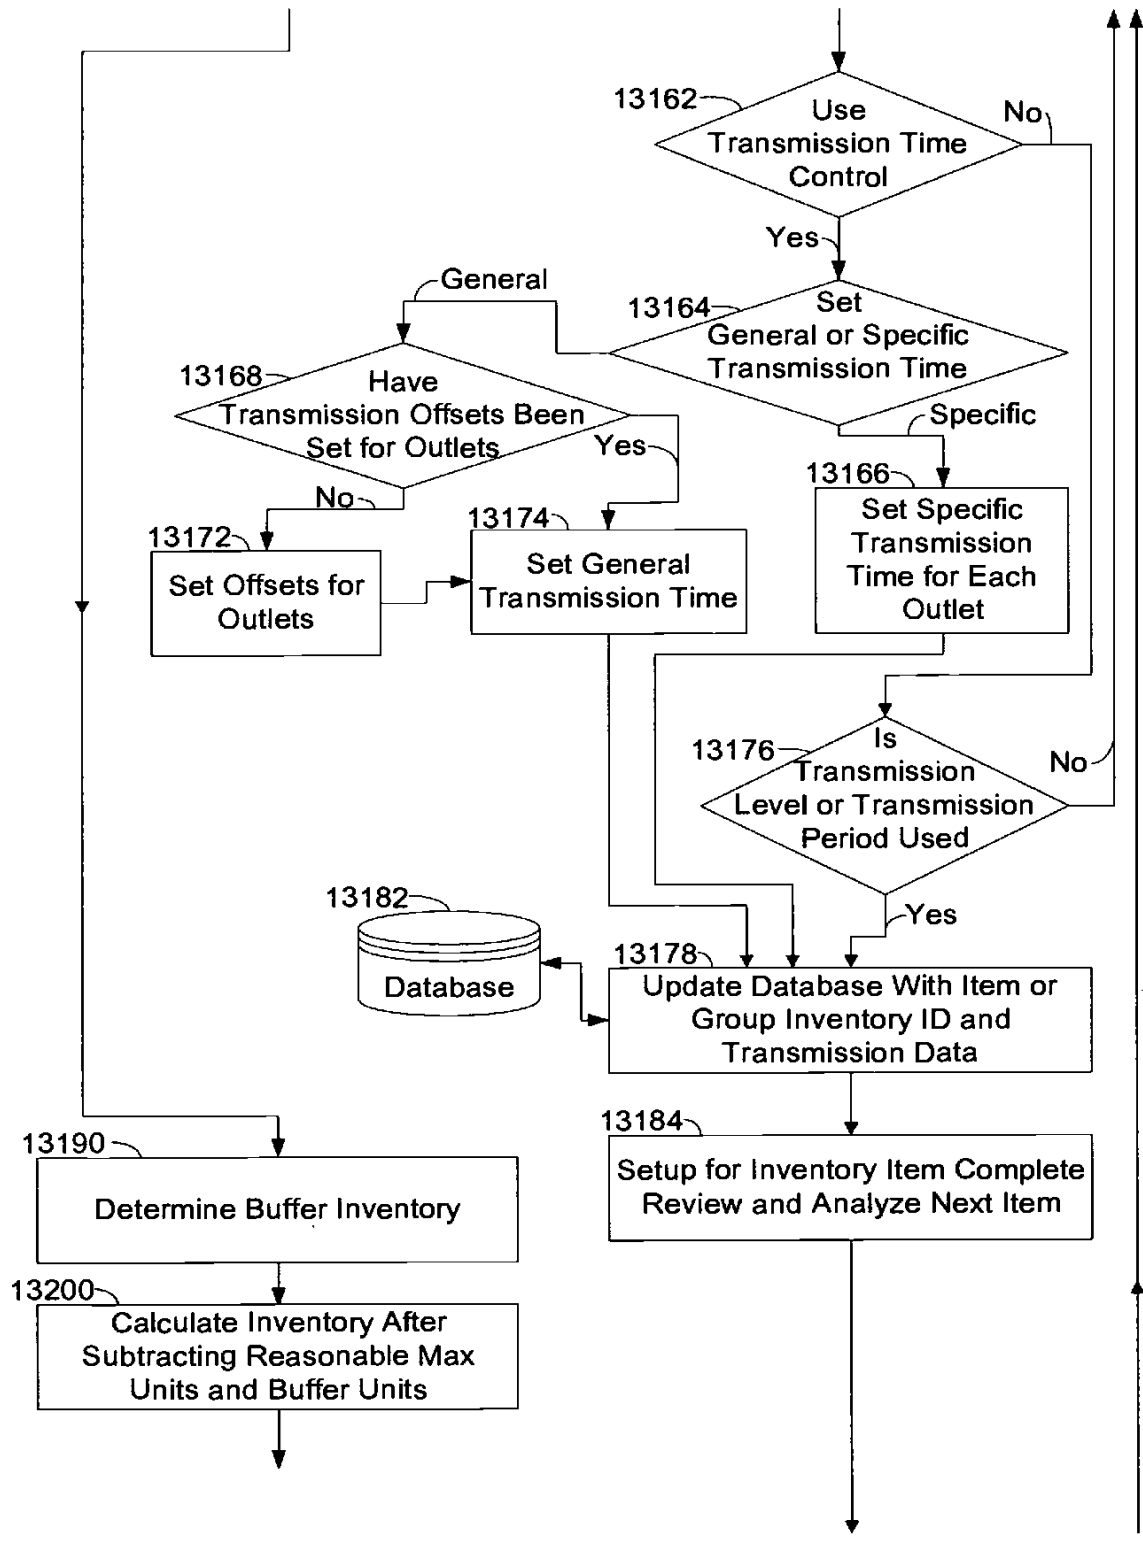 13162
Use
Transmission Time
Control
No
Yes
General
13164
Set
General or Specific
Transmission Time
13168
Have
Transmission Offsets Been
Set for Outlets
Yes
No
Specific
13166
Set Specific
Transmission
Time for Each
Outlet
13172
Set Offsets for
Outlets
13174
Set General
Transmission Time
13176
Is
Transmission
Level or Transmission
Period Used
No
Yes
13182
Database
13178
Update Database With Item or
Group Inventory ID and
Transmission Data
13184
Setup for Inventory Item Complete
Review and Analyze Next Item
13190
Determine Buffer Inventory
13200
Calculate Inventory After
Subtracting Reasonable Max
Units and Buffer Units